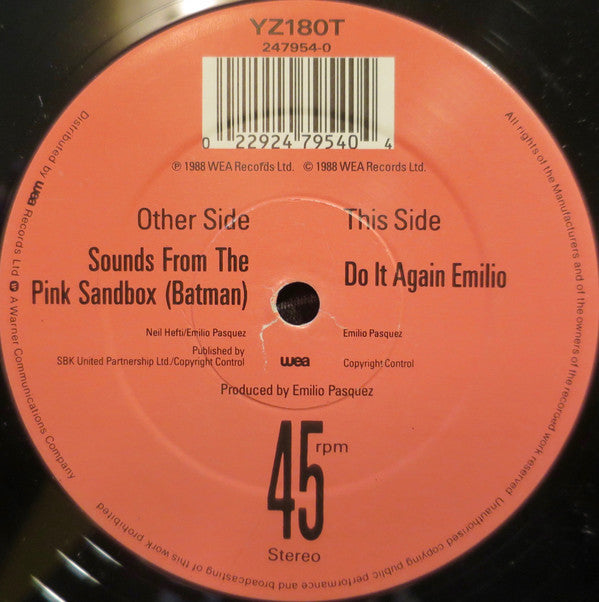 YZ180T
247954-0
0 22924 79540 4
℗ 1988 WEA Records Ltd. © 1988 WEA Records Ltd.
Other Side
Sounds From The
Pink Sandbox (Batman)
Neil Hefti/Emilio Pasquez
Published by
SBK United Partnership Ltd./Copyright Control
This Side
Do It Again Emilio
Emilio Pasquez
Copyright Control
wea
Produced by Emilio Pasquez
45 rpm
Stereo
Distributed by wea Records Ltd. A Warner Communications Company
All rights of the Manufacturers and of the owners of the recorded work reserved. Unauthorised copying public performance and broadcasting of this work prohibited